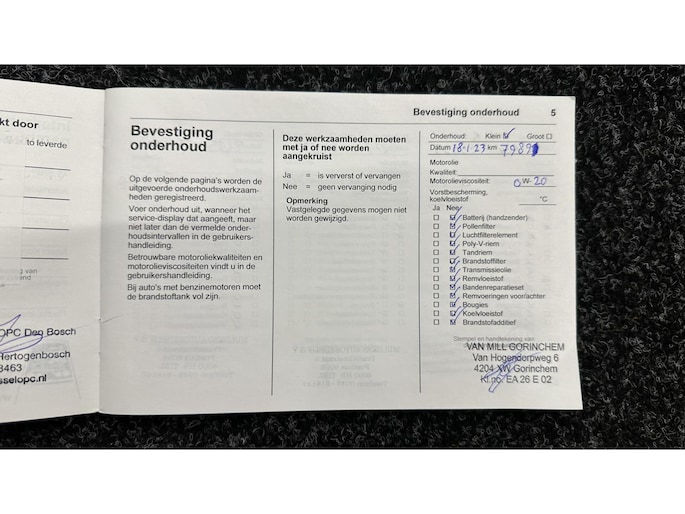 kt door
to leverde
OPC Den Bosch
Hertogenbosch
8463
sselopc.nl
Bevestiging onderhoud 5
Bevestiging
onderhoud
Op de volgende pagina's worden de
uitgevoerde onderhoudswerkzaam-
heden geregistreerd.
Voer onderhoud uit, wanneer het
service-display dat aangeeft, maar
niet later dan de vermelde onder-
houdsintervallen in de gebruikers-
handleiding.
Betrouwbare motoroliekwaliteiten en
motorolieviscositeiten vindt u in de
gebruikershandleiding.
Bij auto's met benzinemotoren moet
de brandstoftank vol zijn.
Deze werkzaamheden moeten
met ja of nee worden
aangekruist
Ja = is ververst of vervangen
Nee = geen vervanging nodig
Opmerking
Vastgelegde gegevens mogen niet
worden gewijzigd.
Onderhoud: Klein Groot
Datum 18-1-23 km
Motorolie
Kwaliteit:
Motorolieviscositeit: 0 W- 20
Vorstbescherming,
koelvloeistof °C
Ja Nee
Batterij (handzender)
Pollenfilter
Luchtfilterelement
Poly-V-riem
Tandriem
Brandstoffilter
Transmissieolie
Remvloeistof
Bandenreparatieset
Remvoeringen voor/achter
Bougies
Koelvloeistof
Brandstofadditief
Stempel en handtekening van
VAN MILL GORINCHEM
Van Hogendorpweg 6
4204 XW Gorinchem
Kl.no. EA 26 E 02